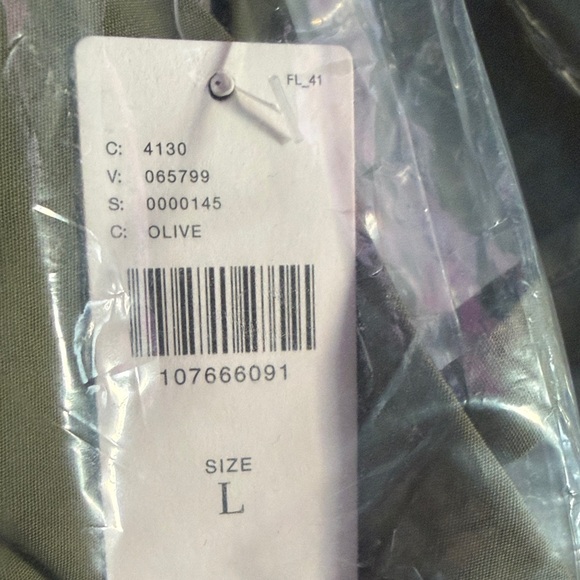 FL_41
C: 4130
V: 065799
S: 0000145
C: OLIVE
107666091
SIZE
L